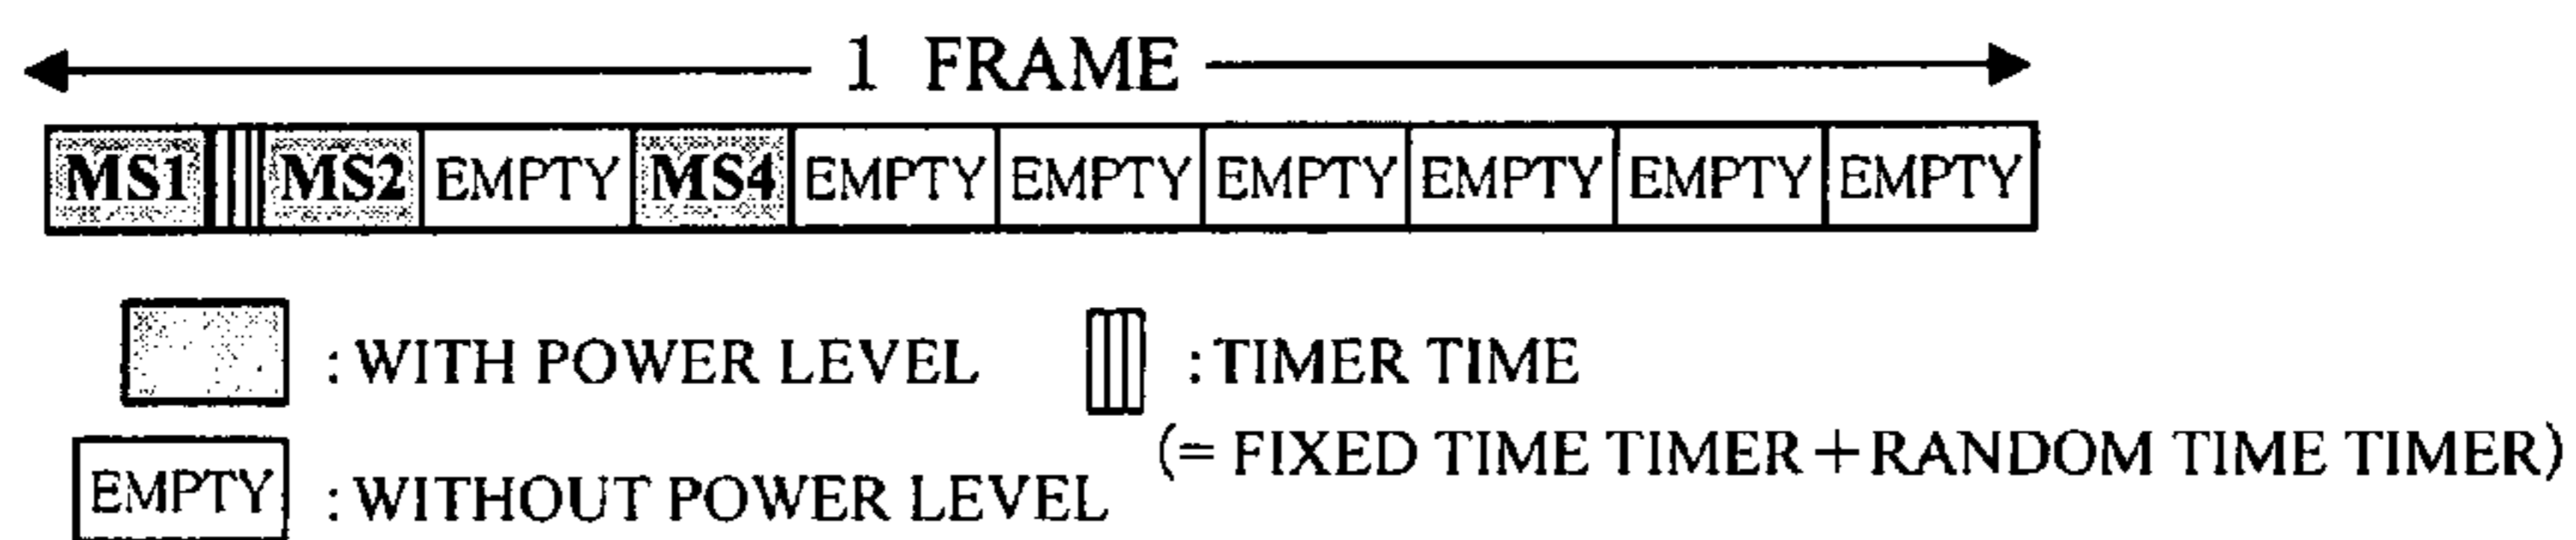 1 FRAME
MS1 MS2 EMPTY MS4 EMPTY EMPTY EMPTY EMPTY EMPTY EMPTY
: WITH POWER LEVEL : TIMER TIME
(= FIXED TIME TIMER + RANDOM TIME TIMER)
EMPTY : WITHOUT POWER LEVEL